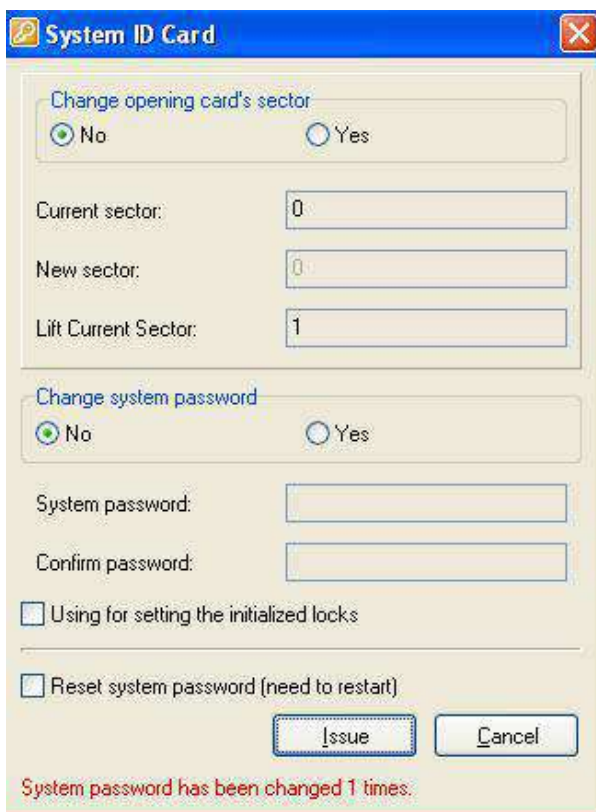 System ID Card
Change opening card's sector
No Yes
Current sector: 0
New sector: 0
Lift Current Sector: 1
Change system password
No Yes
System password:
Confirm password:
Using for setting the initialized locks
Reset system password (need to restart)
Issue Cancel
System password has been changed 1 times.